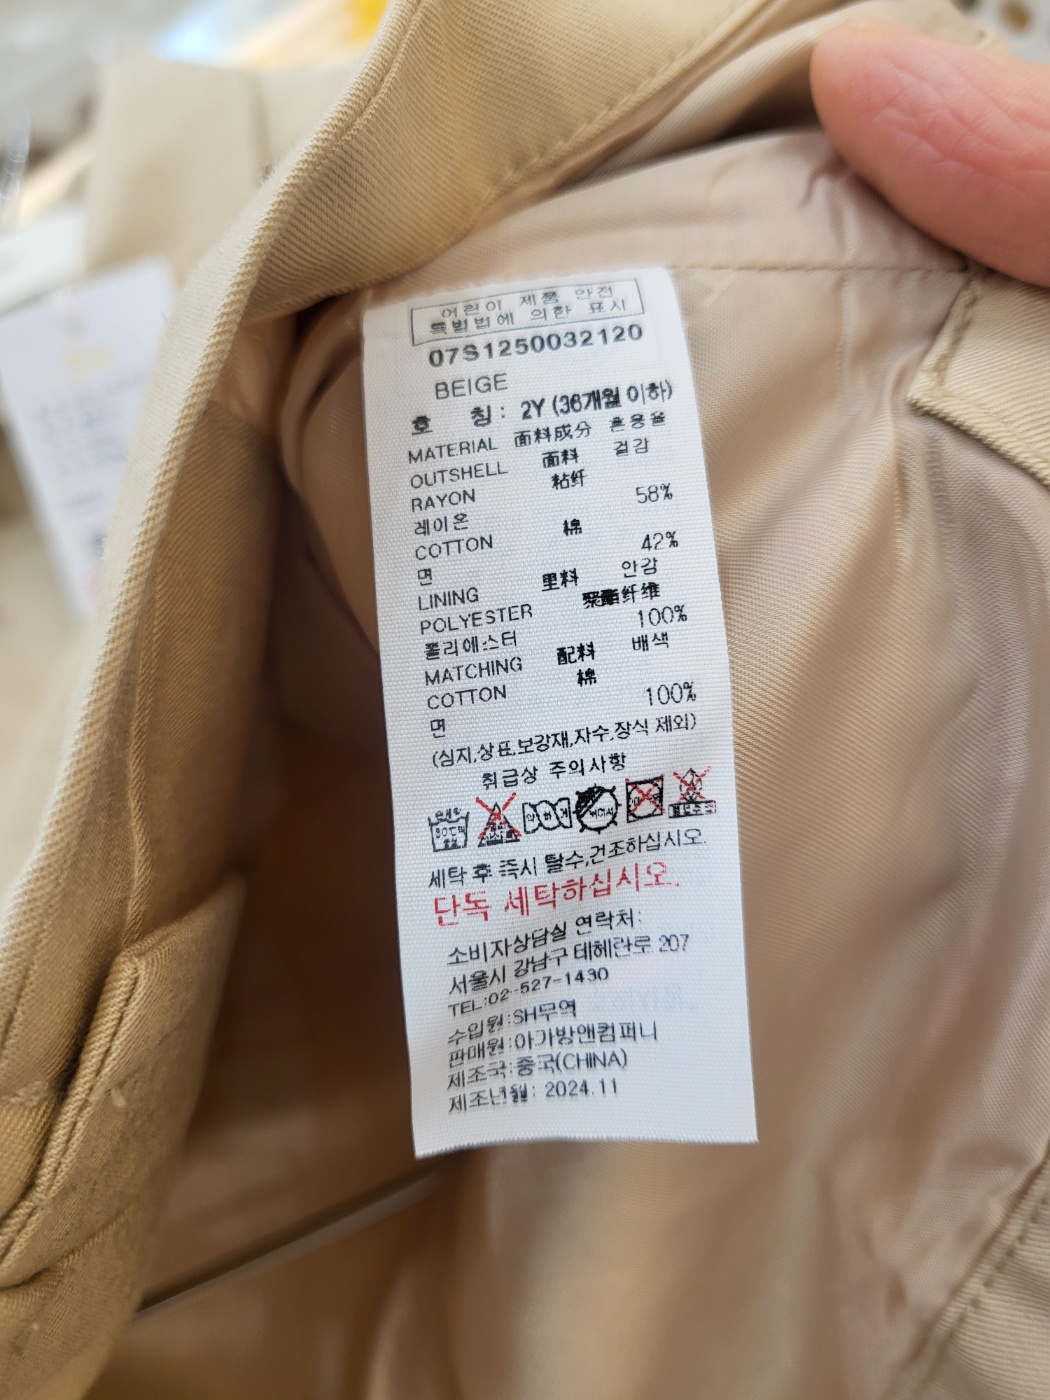 어린이 제품 안전
특별법에 의한 표시
07S1250032120
BEIGE
호 칭: 2Y (36개월 이하)
MATERIAL 面料成分 혼용율
OUTSHELL 面料 겉감
RAYON 粘纤
레이온 58%
COTTON 棉
면 42%
LINING 里料 안감
POLYESTER 聚酯纤维
폴리에스터 100%
MATCHING 配料 배색
COTTON 棉
면 100%
(심지,상표,보강재,자수,장식 제외)
취급상 주의사항
세탁 후 즉시 탈수,건조하십시오.
단독 세탁하십시오.
소비자상담실 연락처:
서울시 강남구 테헤란로 207
TEL:02-527-1430
수입원:SH무역
판매원:아가방앤컴퍼니
제조국:중국(CHINA)
제조년월: 2024.11